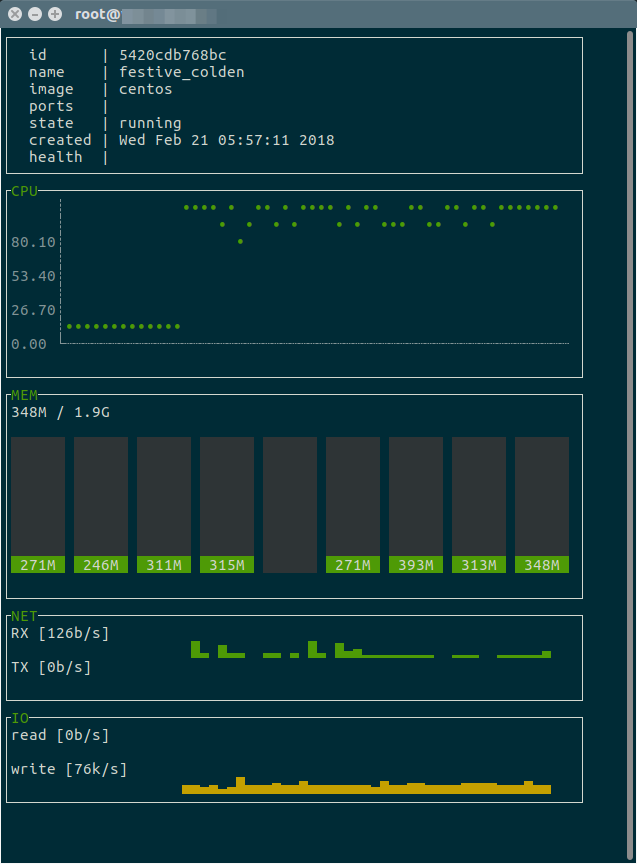 root@
id | 5420cdb768bc
name | festive_colden
image | centos
ports |
state | running
created | Wed Feb 21 05:57:11 2018
health |
CPU
80.10
53.40
26.70
0.00
MEM
348M / 1.9G
271M 246M 311M 315M 271M 393M 313M 348M
NET
RX [126b/s]
TX [0b/s]
IO
read [0b/s]
write [76k/s]